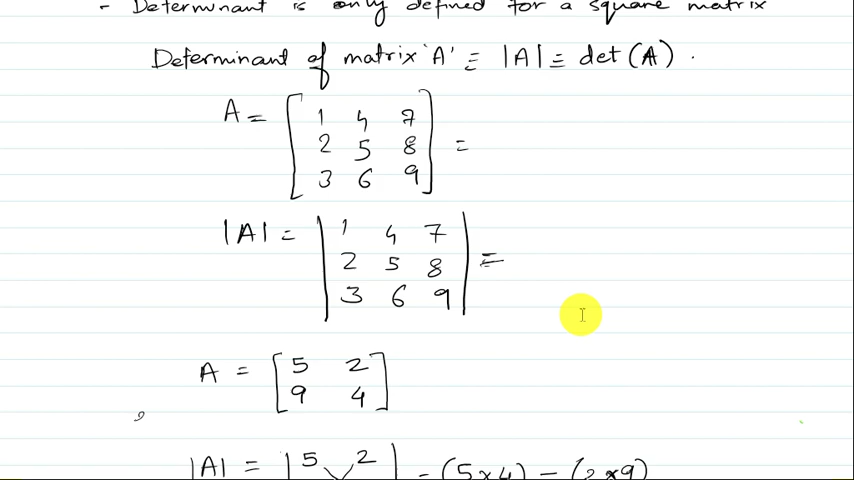 - Determinant is only defined for a square matrix
Determinant of matrix 'A' ≡ |A| ≡ det(A).
A = [ 1 4 7
2 5 8
3 6 9 ] =
|A| = | 1 4 7
2 5 8
3 6 9 | =
A = [ 5 2
9 4 ]
|A| = | 5 2 | = (5×4) – (2×9)